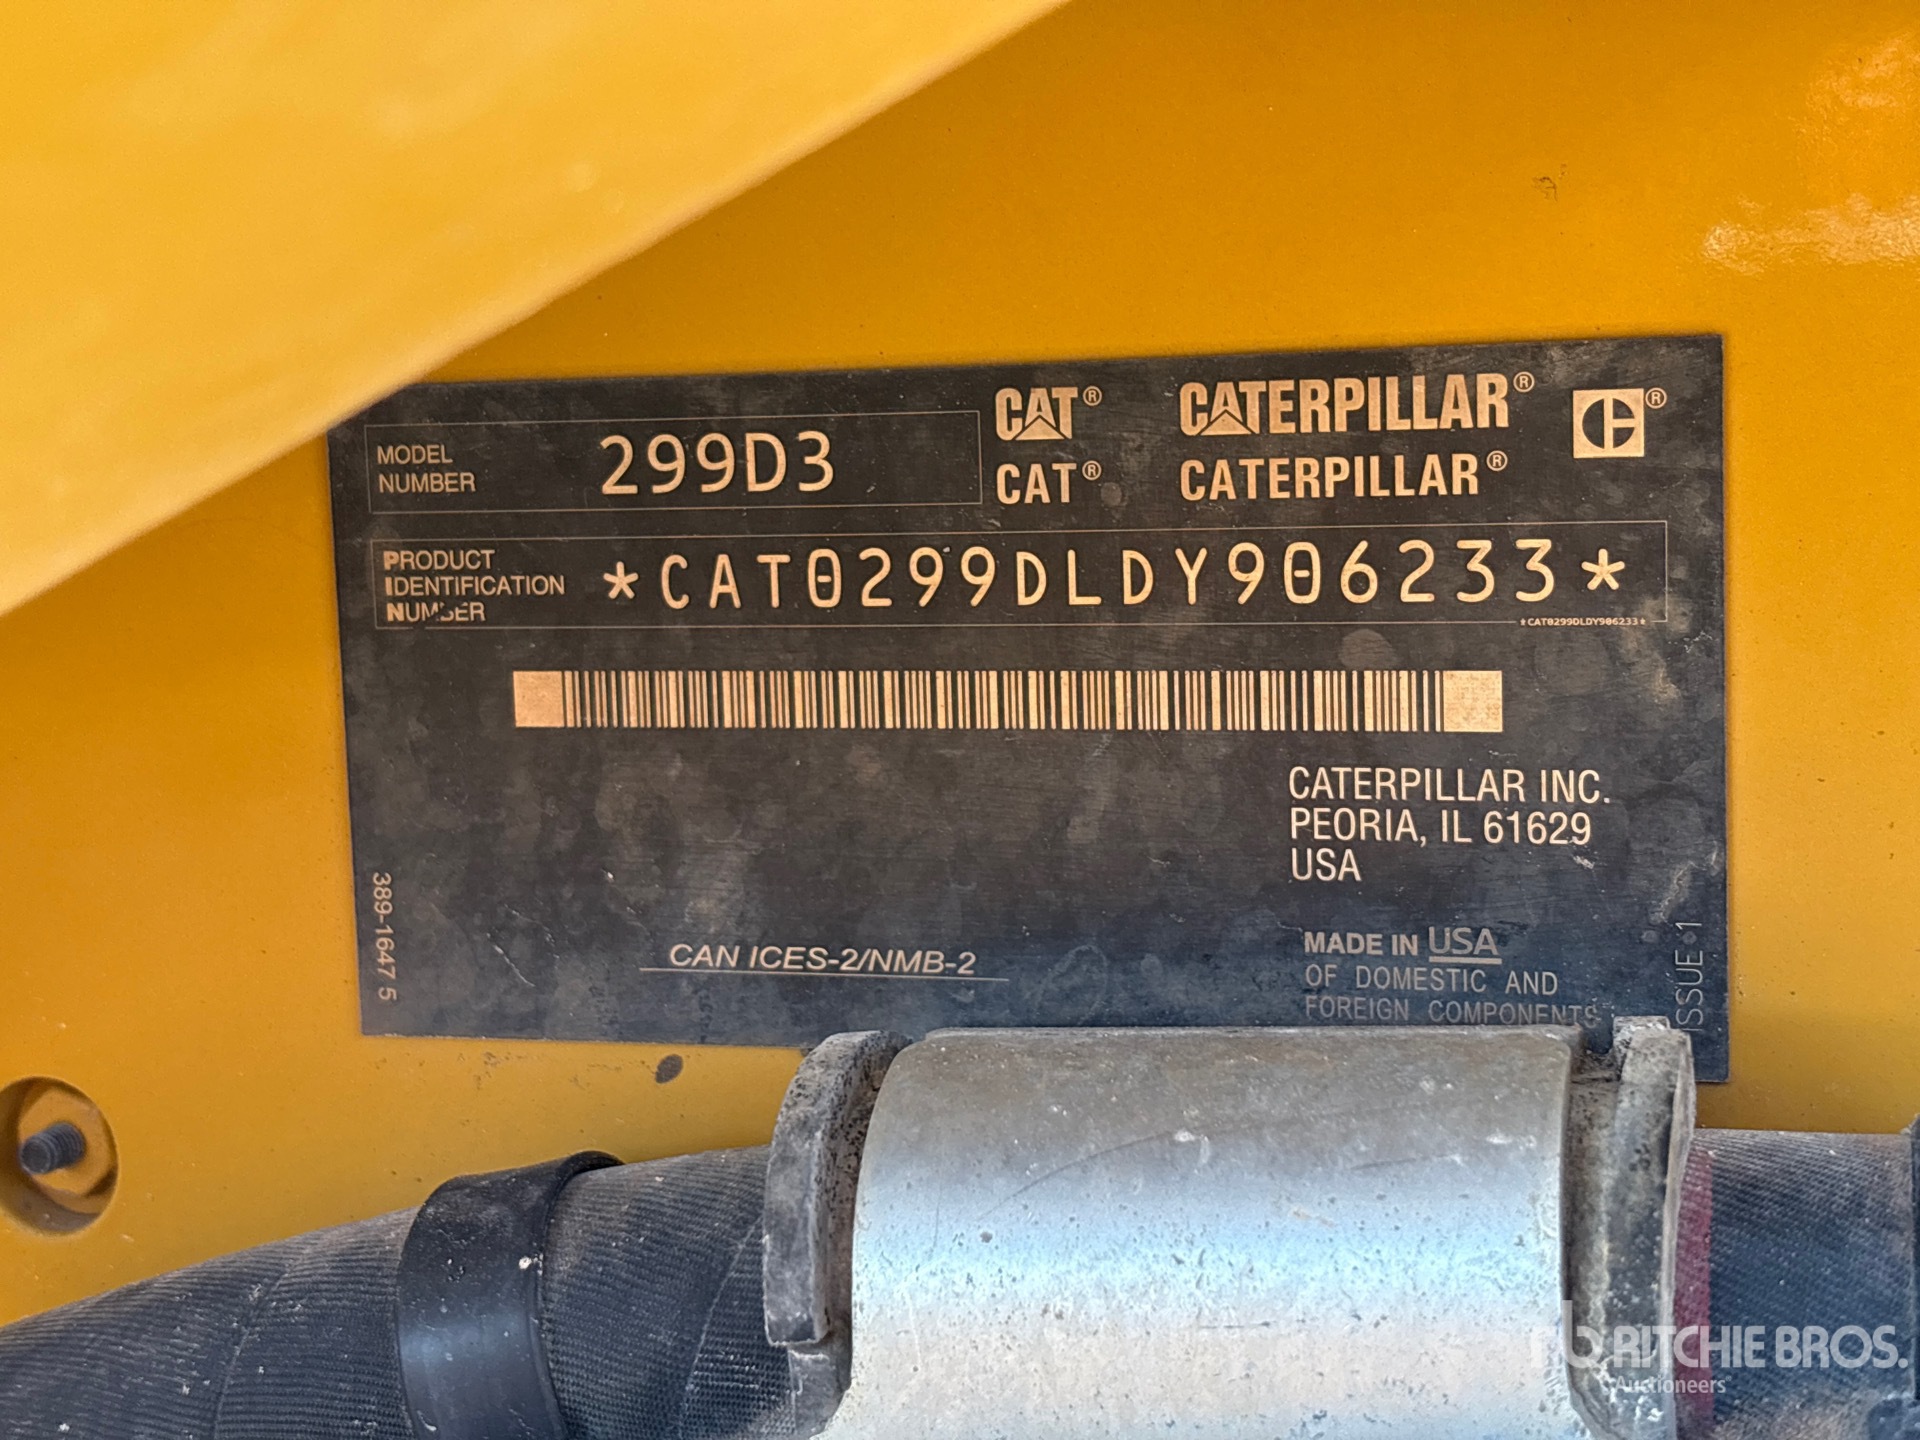 MODEL
NUMBER
299D3
CAT® CATERPILLAR® ®
CAT® CATERPILLAR®
PRODUCT
IDENTIFICATION
NUMBER
*CAT0299DLDY906233*
*CAT0299DLDY906233*
CATERPILLAR INC.
PEORIA, IL 61629
USA
389-1647 5
CAN ICES-2/NMB-2
MADE IN USA
OF DOMESTIC AND
FOREIGN COMPONENTS
ISSUE 1
RITCHIE BROS.
Auctioneers